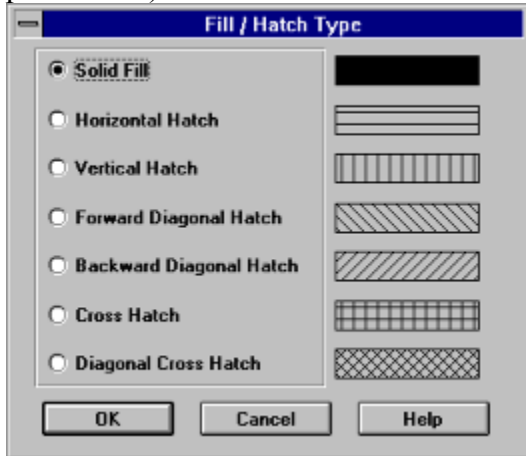 Fill / Hatch Type
Solid Fill
Horizontal Hatch
Vertical Hatch
Forward Diagonal Hatch
Backward Diagonal Hatch
Cross Hatch
Diagonal Cross Hatch
OK Cancel Help